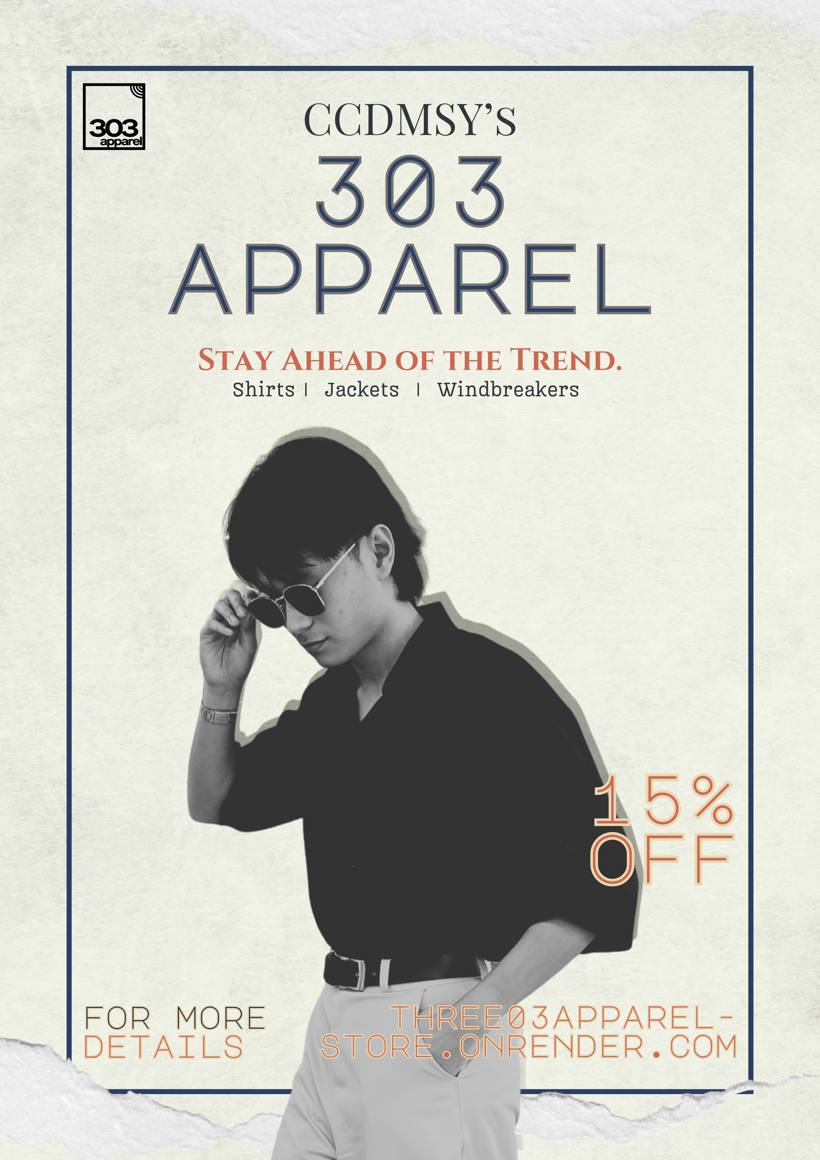 303
apparel
CCDMSY's
303
APPAREL
STAY AHEAD OF THE TREND.
Shirts | Jackets | Windbreakers
15%
OFF
FOR MORE
DETAILS
THREE03APPAREL-
STORE.ONRENDER.COM